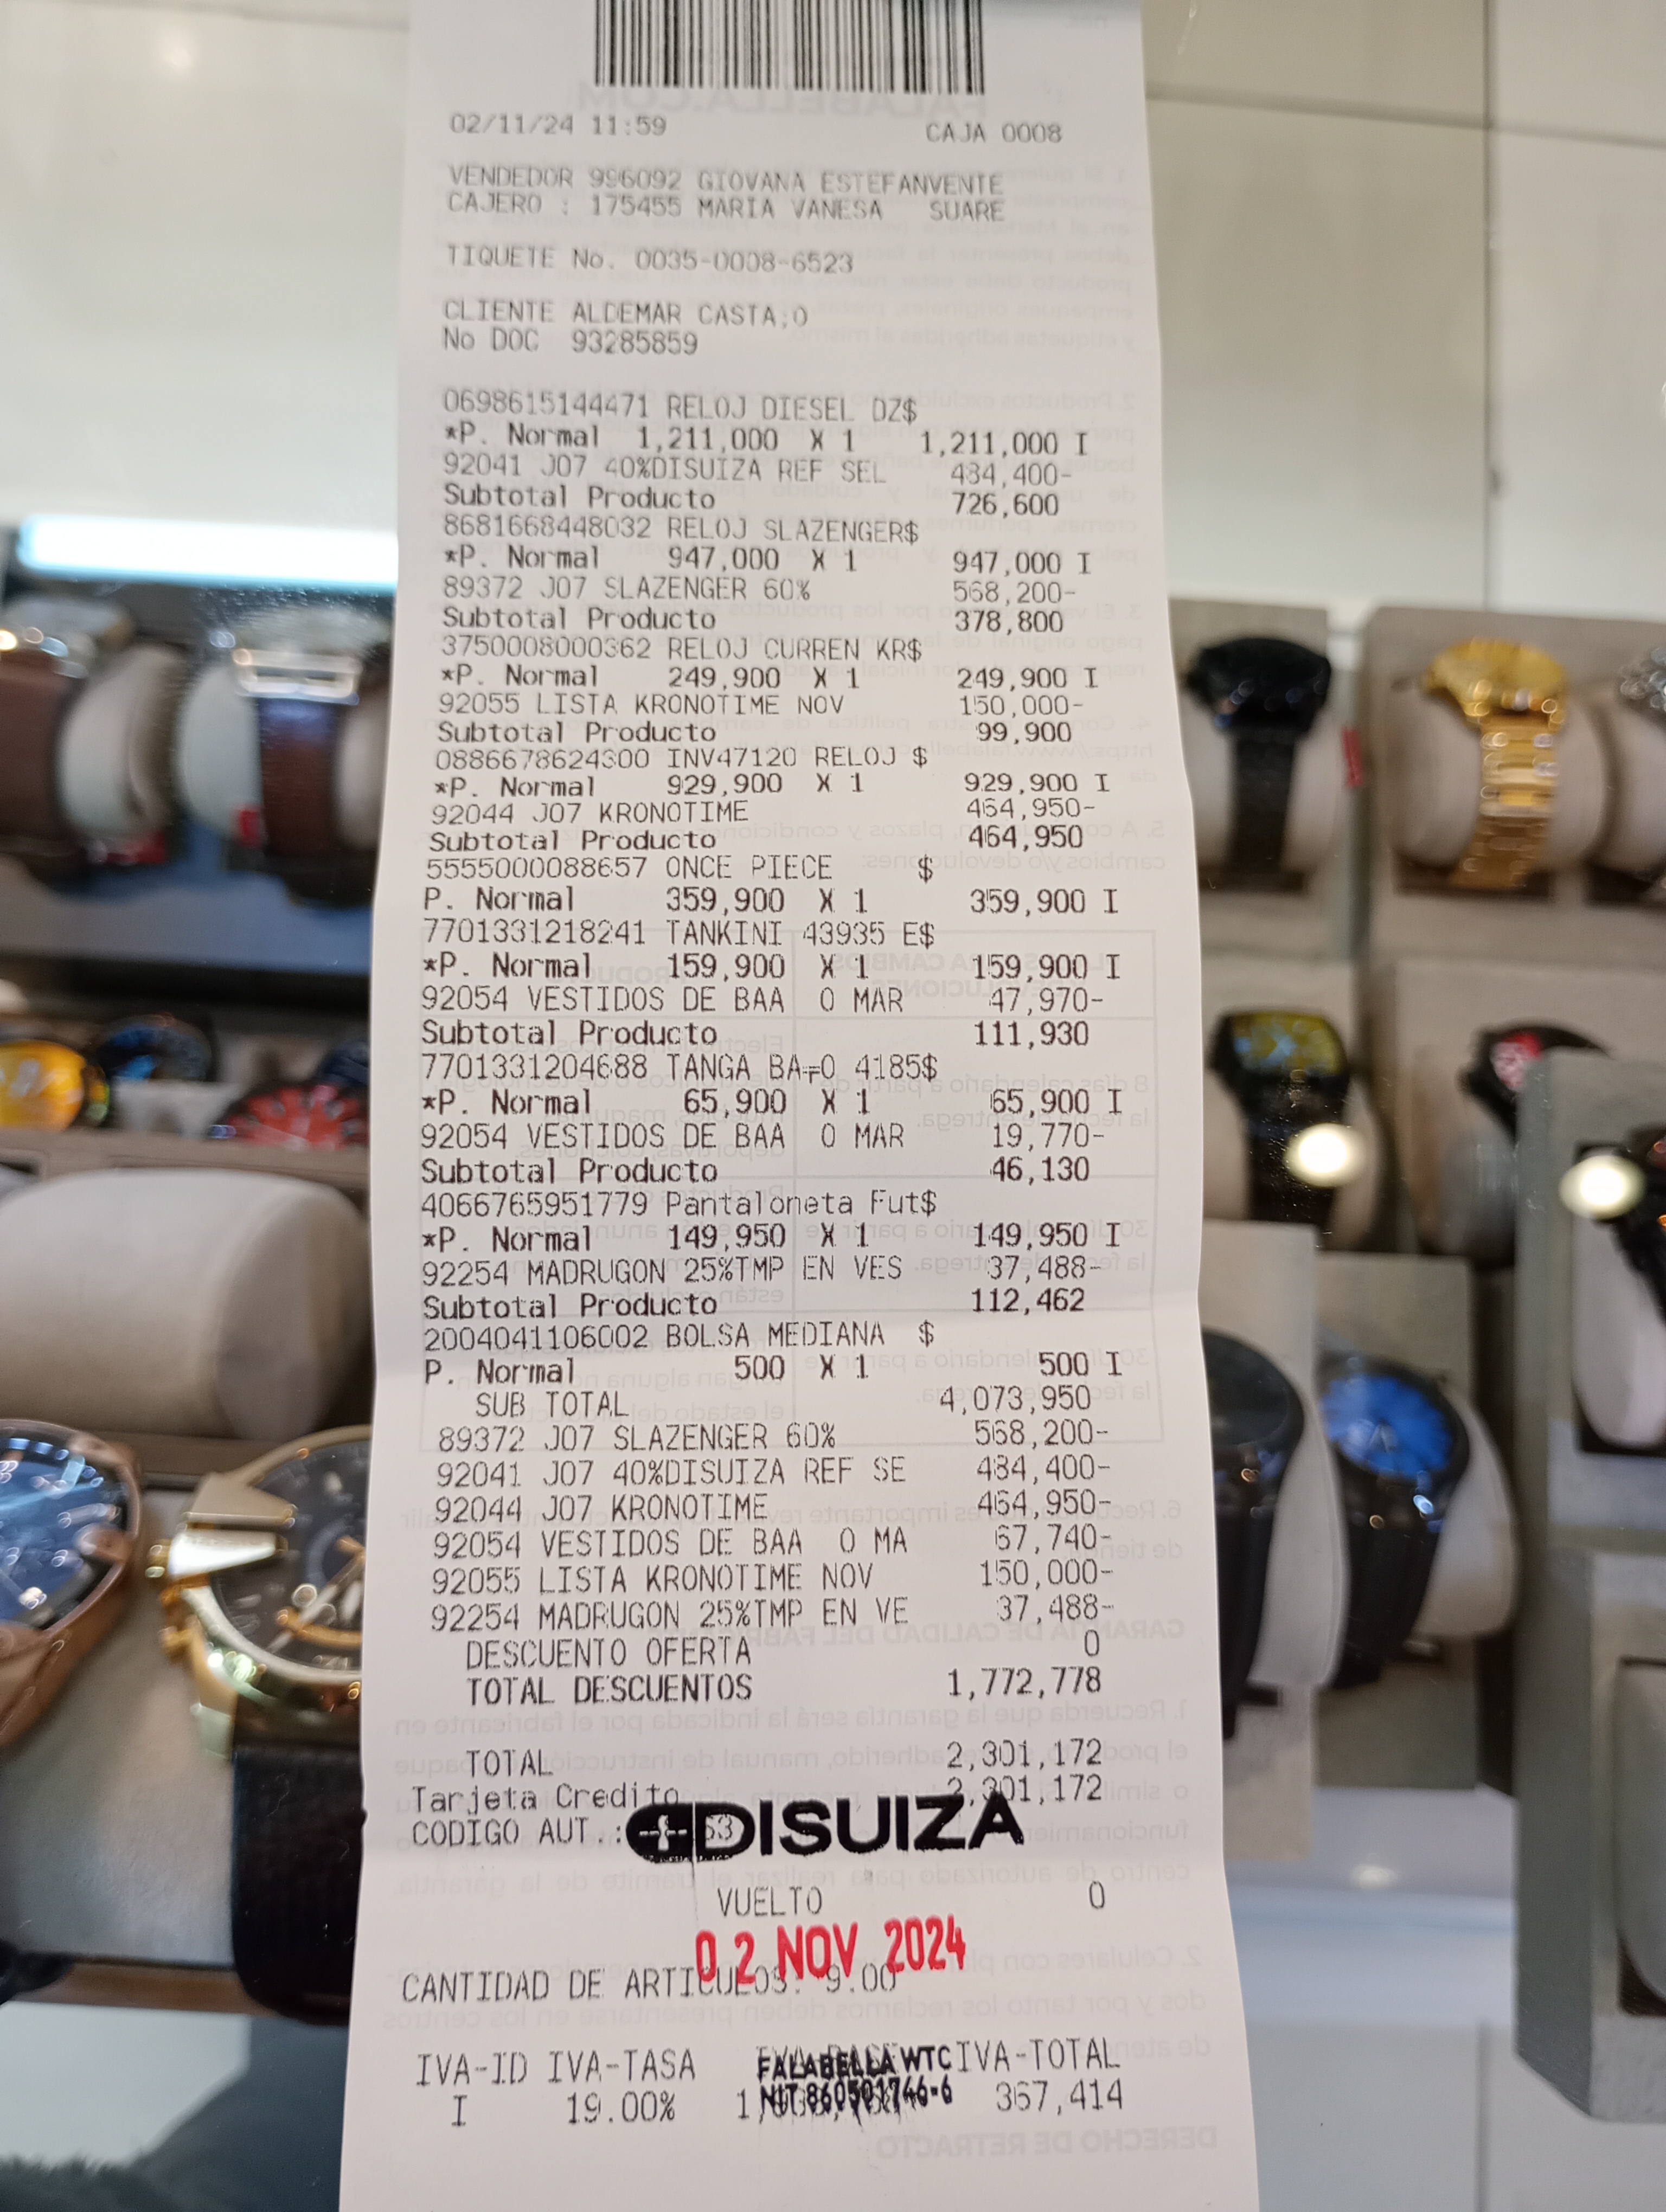 02/11/24 11:59 CAJA 0008
VENDEDOR 996092 GIOVANA ESTEFANVENTE
CAJERO : 175455 MARIA VANESA SUARE
TIQUETE No. 0035-0008-6523
CLIENTE ALDEMAR CASTA;O
No DOC 93285859
0698615144471 RELOJ DIESEL DZ$
*P. Normal 1,211,000 X 1 1,211,000 I
92041 J07 40%DISUIZA REF SEL 484,400-
Subtotal Producto 726,600
8681668448032 RELOJ SLAZENGER$
*P. Normal 947,000 X 1 947,000 I
89372 J07 SLAZENGER 60% 568,200-
Subtotal Producto 378,800
3750008000362 RELOJ CURREN KR$
*P. Normal 249,900 X 1 249,900 I
92055 LISTA KRONOTIME NOV 150,000-
Subtotal Producto 99,900
0886678624300 INV47120 RELOJ $
*P. Normal 929,900 X 1 929,900 I
92044 J07 KRONOTIME 464,950-
Subtotal Producto 464,950
5555000088657 ONCE PIECE $
P. Normal 359,900 X 1 359,900 I
7701331218241 TANKINI 43935 E$
*P. Normal 159,900 X 1 159,900 I
92054 VESTIDOS DE BAA O MAR 47,970-
Subtotal Producto 111,930
7701331204688 TANGA BA╤O 4185$
*P. Normal 65,900 X 1 65,900 I
92054 VESTIDOS DE BAA O MAR 19,770-
Subtotal Producto 46,130
4066765951779 Pantaloneta Fut$
*P. Normal 149,950 X 1 149,950 I
92254 MADRUGON 25%TMP EN VES 37,488-
Subtotal Producto 112,462
2004041106002 BOLSA MEDIANA $
P. Normal 500 X 1 500 I
SUB TOTAL 4,073,950
89372 J07 SLAZENGER 60% 568,200-
92041 J07 40%DISUIZA REF SE 484,400-
92044 J07 KRONOTIME 464,950-
92054 VESTIDOS DE BAA O MA 67,740-
92055 LISTA KRONOTIME NOV 150,000-
92254 MADRUGON 25%TMP EN VE 37,488-
DESCUENTO OFERTA 0
TOTAL DESCUENTOS 1,772,778
TOTAL 2,301,172
Tarjeta Credito 2,301,172
CODIGO AUT.:
DISUIZA
VUELTO 0
02 NOV 2024
CANTIDAD DE ARTICULOS: 9.00
IVA-ID IVA-TASA IVA-TOTAL
FALABELLA WTC
I 19.00% 367,414
NIT.860501746-6